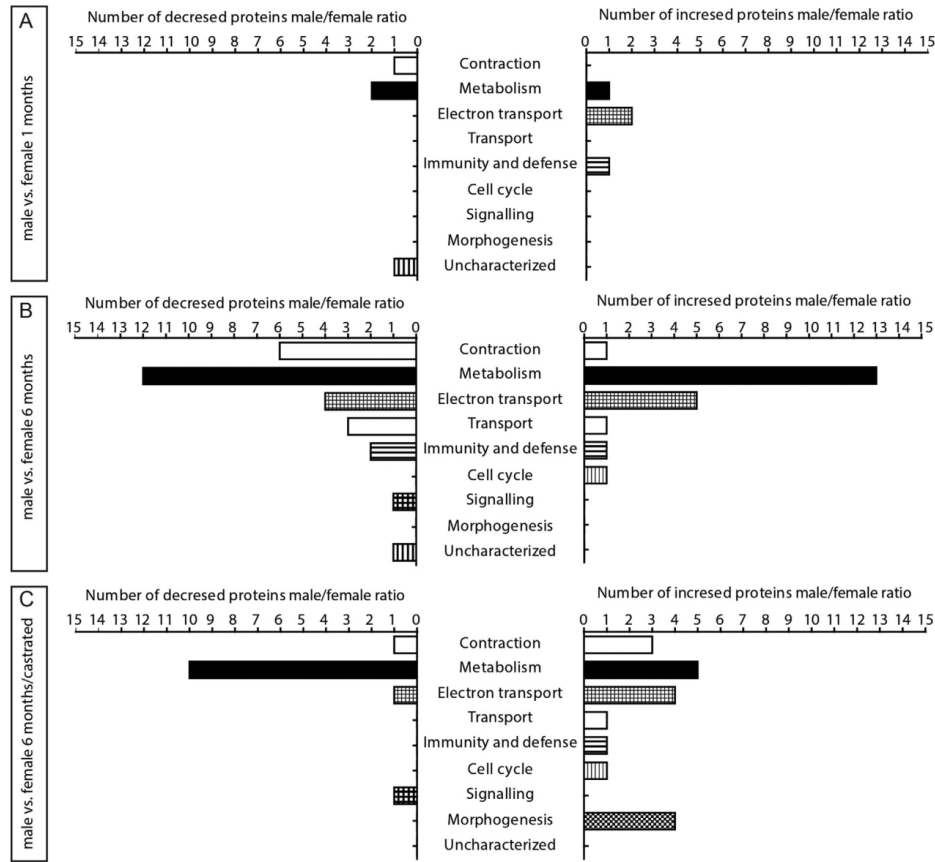 A
male vs. female 1 months
Number of decresed proteins male/female ratio
Number of incresed proteins male/female ratio
15 14 13 12 11 10 9 8 7 6 5 4 3 2 1 0
0 1 2 3 4 5 6 7 8 9 10 11 12 13 14 15
Contraction
Metabolism
Electron transport
Transport
Immunity and defense
Cell cycle
Signalling
Morphogenesis
Uncharacterized
B
male vs. female 6 months
Number of decresed proteins male/female ratio
Number of incresed proteins male/female ratio
15 14 13 12 11 10 9 8 7 6 5 4 3 2 1 0
0 1 2 3 4 5 6 7 8 9 10 11 12 13 14 15
Contraction
Metabolism
Electron transport
Transport
Immunity and defense
Cell cycle
Signalling
Morphogenesis
Uncharacterized
C
male vs. female 6 months/castrated
Number of decresed proteins male/female ratio
Number of incresed proteins male/female ratio
15 14 13 12 11 10 9 8 7 6 5 4 3 2 1 0
0 1 2 3 4 5 6 7 8 9 10 11 12 13 14 15
Contraction
Metabolism
Electron transport
Transport
Immunity and defense
Cell cycle
Signalling
Morphogenesis
Uncharacterized